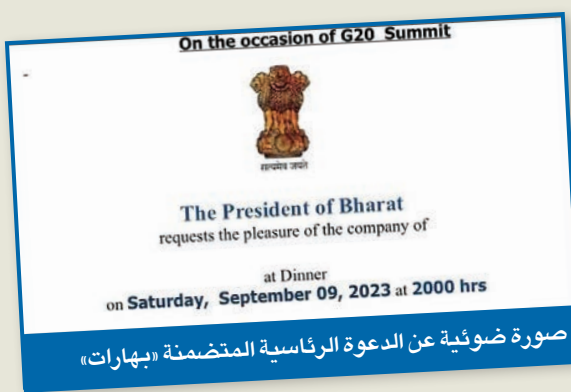 On the occasion of G20 Summit
सत्यमेव जयते
The President of Bharat
requests the pleasure of the company of
at Dinner
on Saturday, September 09, 2023 at 2000 hrs
صورة ضوئية عن الدعوة الرئاسية المتضمنة «بهارات»